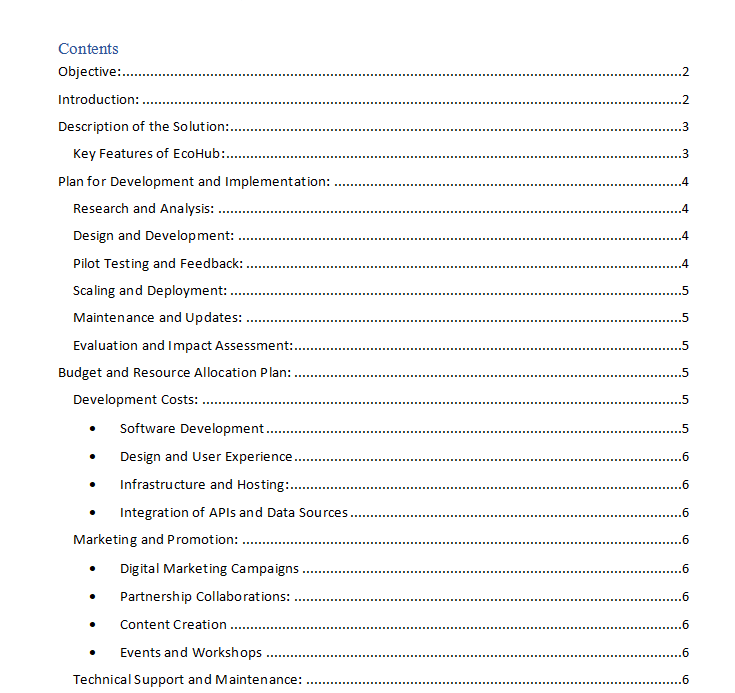 Contents
Objective:.....2
Introduction: .....2
Description of the Solution:.....3
Key Features of EcoHub:.....3
Plan for Development and Implementation: .....4
Research and Analysis: .....4
Design and Development: .....4
Pilot Testing and Feedback: .....4
Scaling and Deployment: .....5
Maintenance and Updates: .....5
Evaluation and Impact Assessment:.....5
Budget and Resource Allocation Plan: .....5
Development Costs: .....5
• Software Development.....5
• Design and User Experience.....6
• Infrastructure and Hosting:.....6
• Integration of APIs and Data Sources.....6
Marketing and Promotion: .....6
• Digital Marketing Campaigns .....6
• Partnership Collaborations: .....6
• Content Creation .....6
• Events and Workshops .....6
Technical Support and Maintenance: .....6